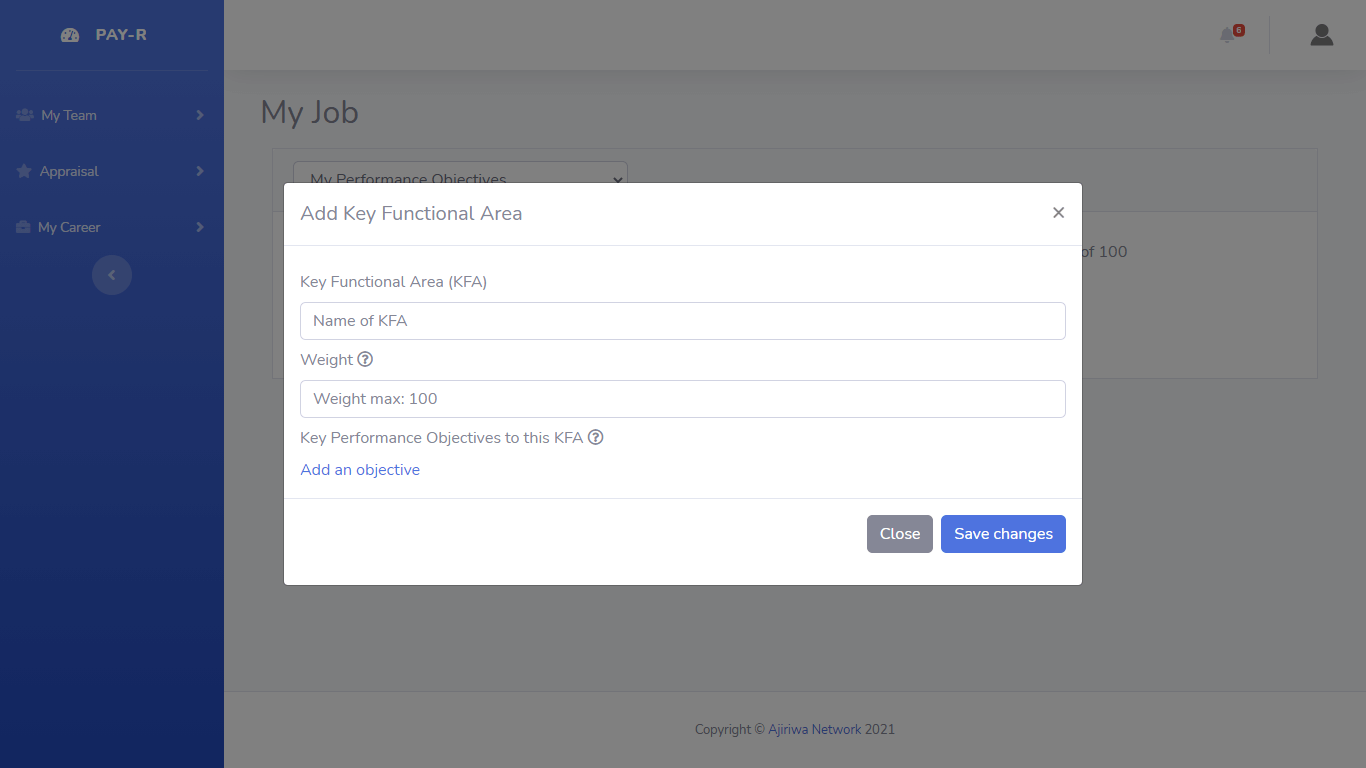 PAY-R
6
My Team
Appraisal
My Career
My Job
My Performance Objectives
of 100
Add Key Functional Area
×
Key Functional Area (KFA)
Name of KFA
Weight ?
Weight max: 100
Key Performance Objectives to this KFA ?
Add an objective
Close Save changes
Copyright © Ajiriwa Network 2021